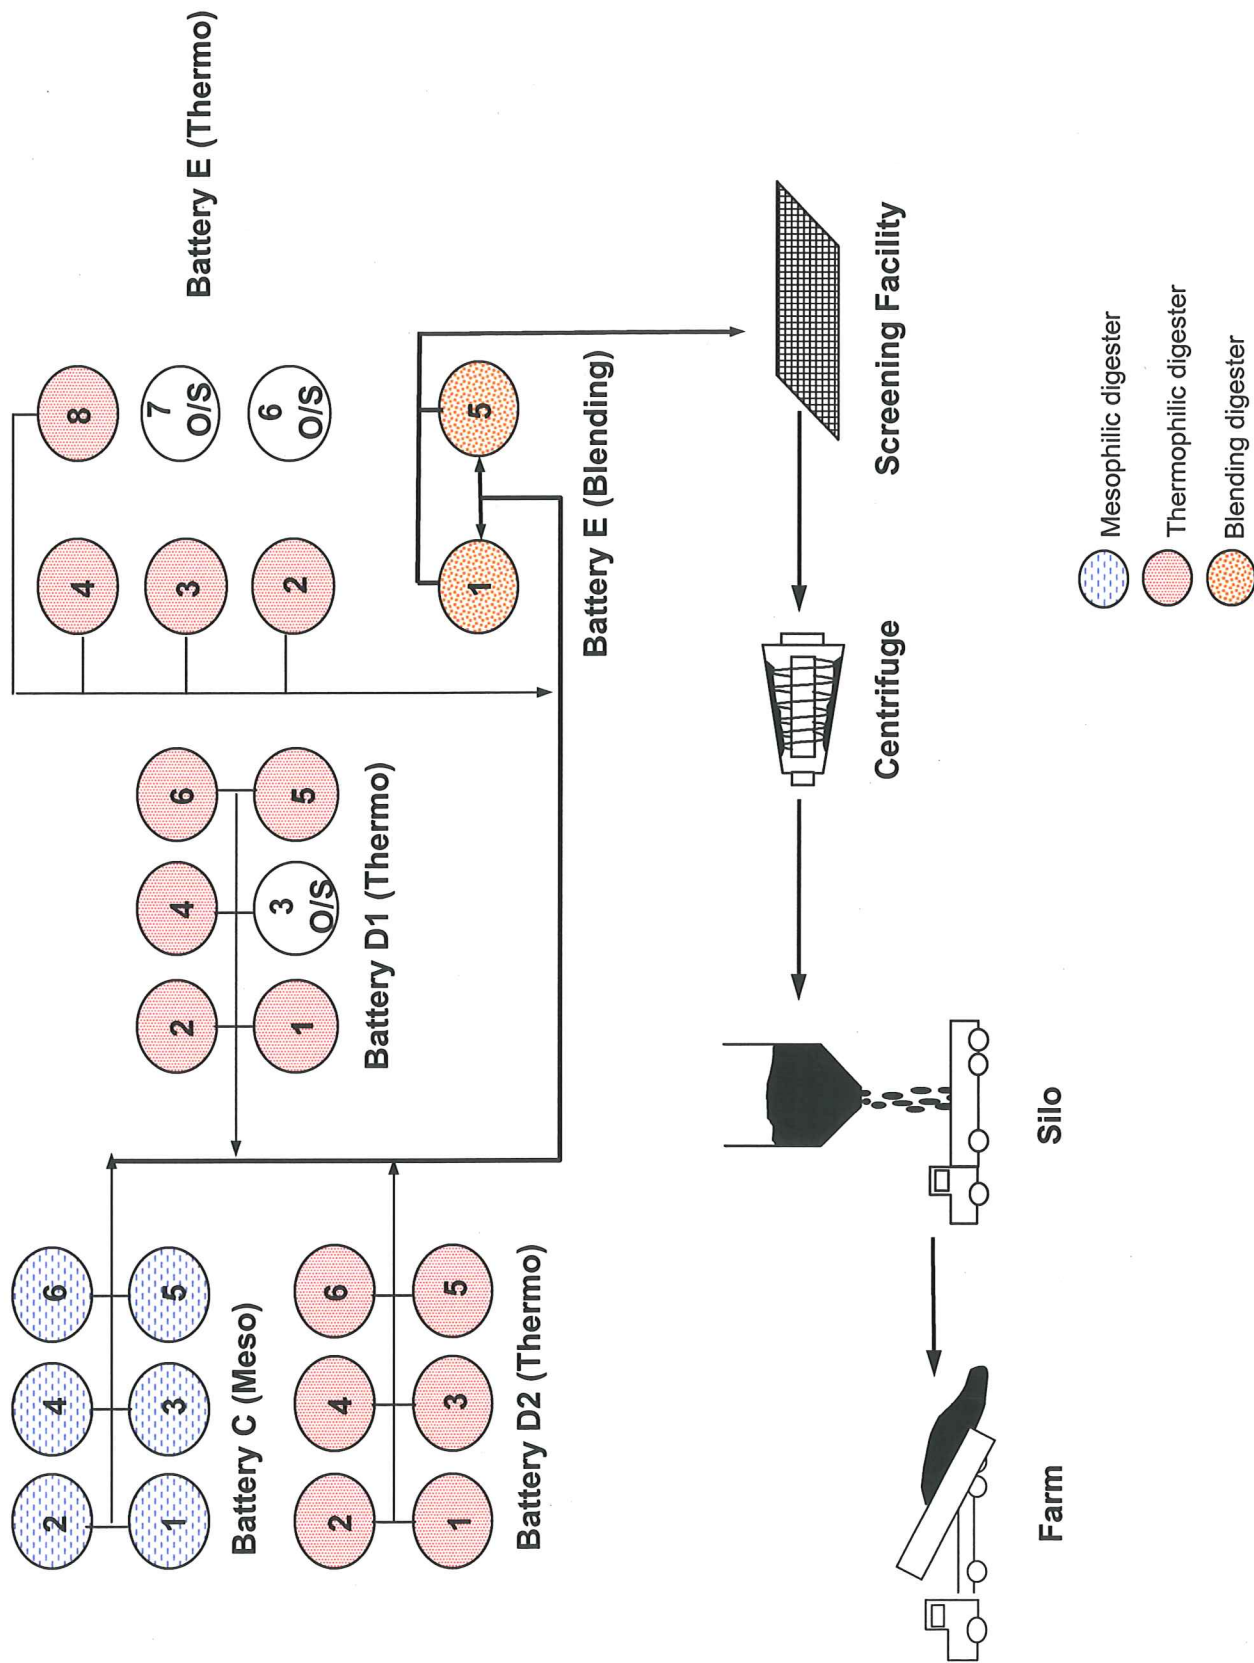 2 4 6
1 3 5
Battery C (Meso)
2 4 6
1 3 5
Battery D2 (Thermo)
2 4 6
1 3 5
O/S
Battery D1 (Thermo)
4 8
3 7
O/S
2 6
O/S
Battery E (Thermo)
1 5
Battery E (Blending)
Screening Facility
Centrifuge
Silo
Farm
Mesophilic digester
Thermophilic digester
Blending digester